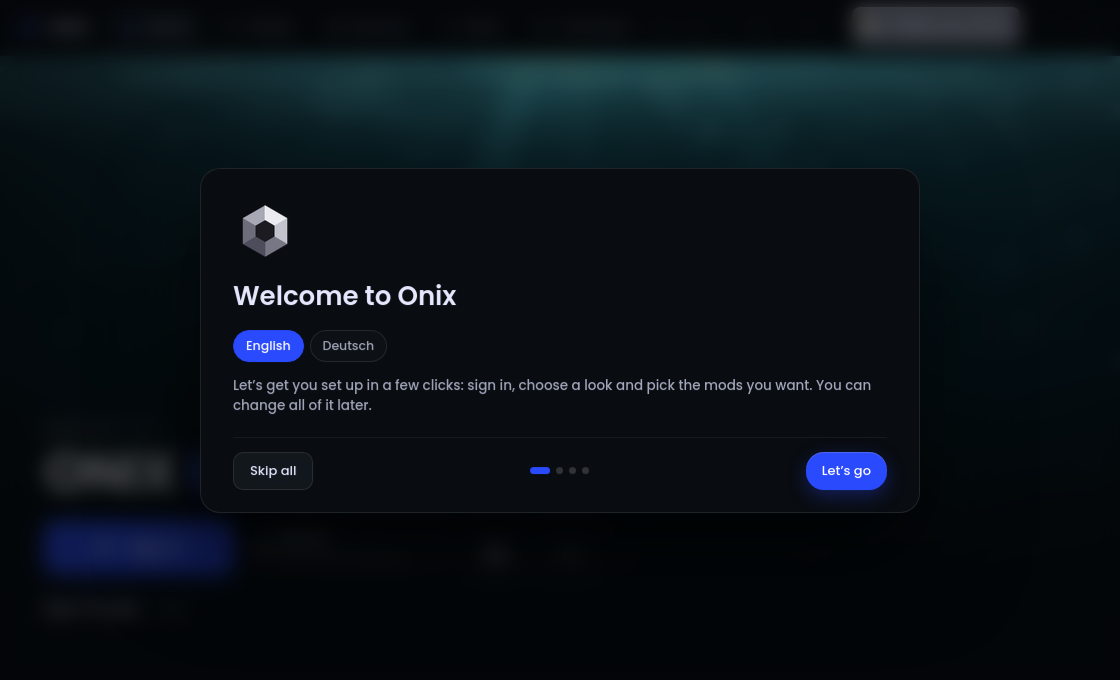 Welcome to Onix
English Deutsch
Let’s get you set up in a few clicks: sign in, choose a look and pick the mods you want. You can
change all of it later.
Skip all Let’s go